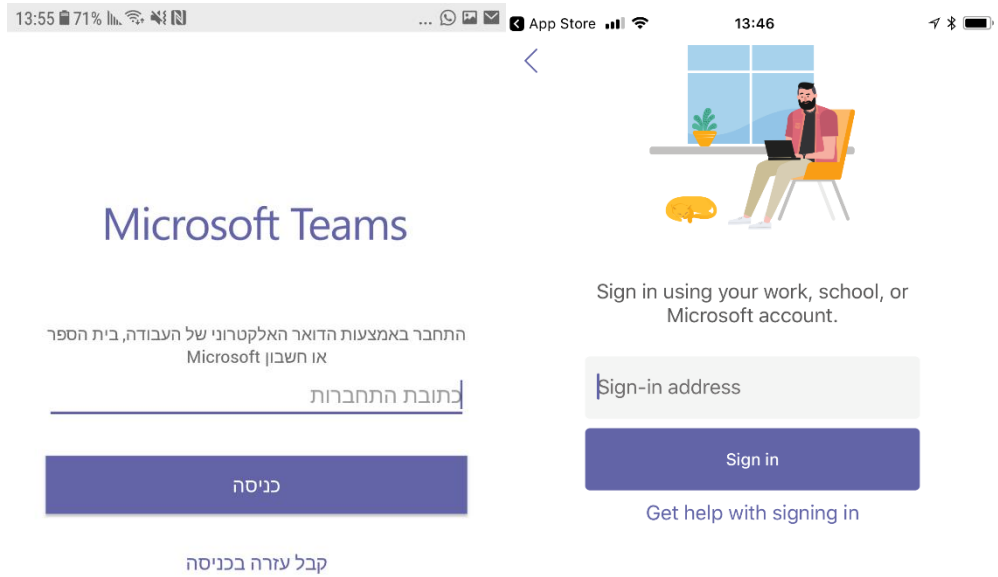 13:55 71%
...
Microsoft Teams
התחבר באמצעות הדואר האלקטרוני של העבודה, בית הספר
או חשבון Microsoft
כתובת התחברות
כניסה
קבל עזרה בכניסה
App Store
13:46
Sign in using your work, school, or
Microsoft account.
Sign-in address
Sign in
Get help with signing in